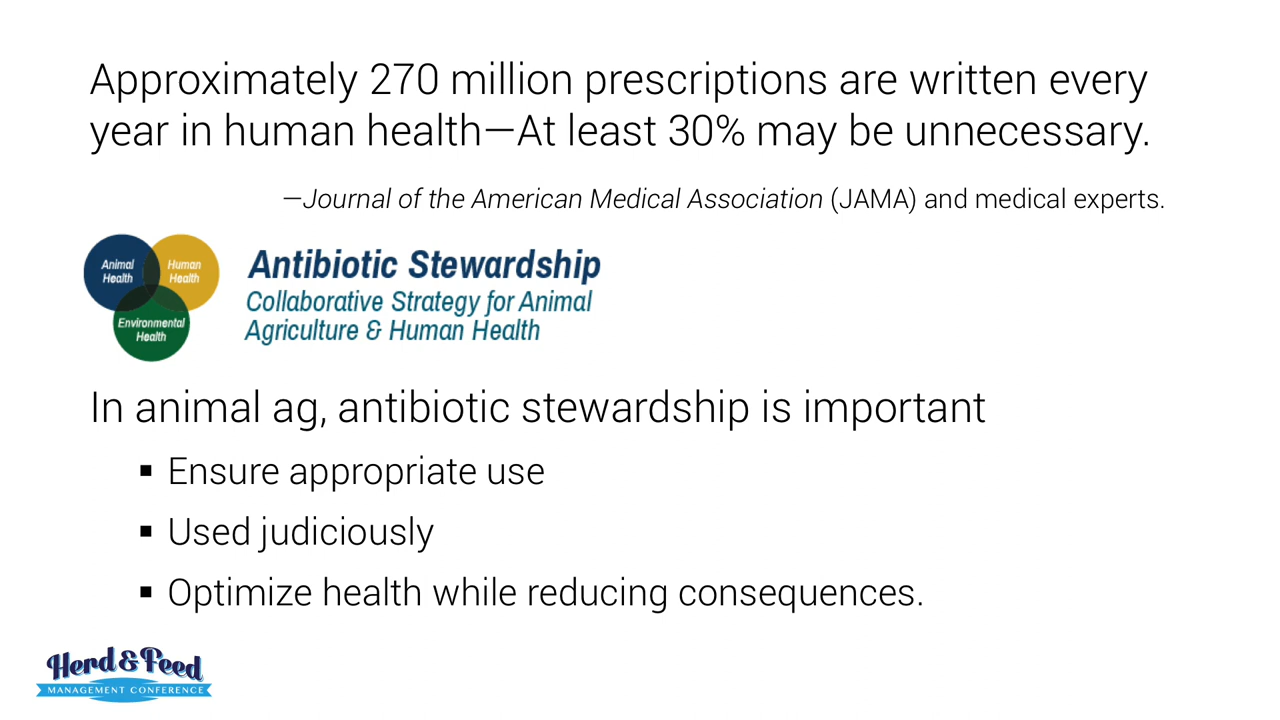 Approximately 270 million prescriptions are written every
year in human health—At least 30% may be unnecessary.
—Journal of the American Medical Association (JAMA) and medical experts.
Animal
Health
Human
Health
Environmental
Health
Antibiotic Stewardship
Collaborative Strategy for Animal
Agriculture & Human Health
In animal ag, antibiotic stewardship is important
▪ Ensure appropriate use
▪ Used judiciously
▪ Optimize health while reducing consequences.
Herd & Feed
MANAGEMENT CONFERENCE